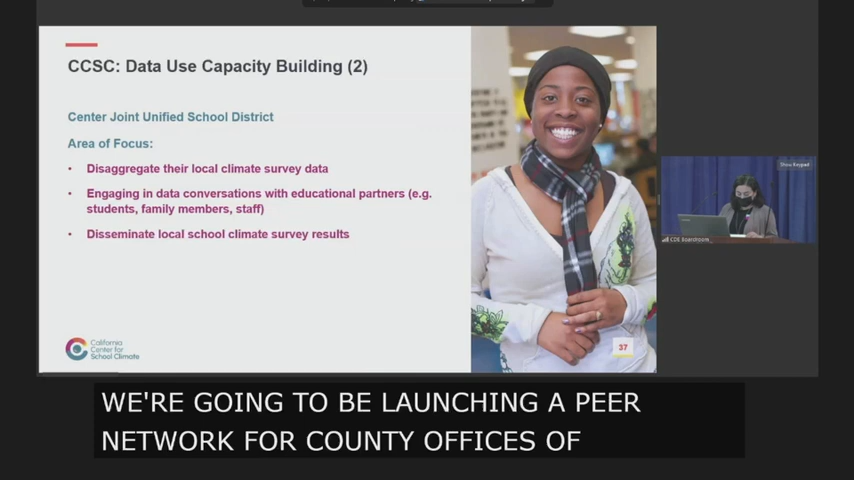 CCSC: Data Use Capacity Building (2)
Center Joint Unified School District
Area of Focus:
• Disaggregate their local climate survey data
• Engaging in data conversations with educational partners (e.g.
students, family members, staff)
• Disseminate local school climate survey results
California
Center for
School Climate
37
Show Keypad
CDE Boardroom
WE'RE GOING TO BE LAUNCHING A PEER
NETWORK FOR COUNTY OFFICES OF